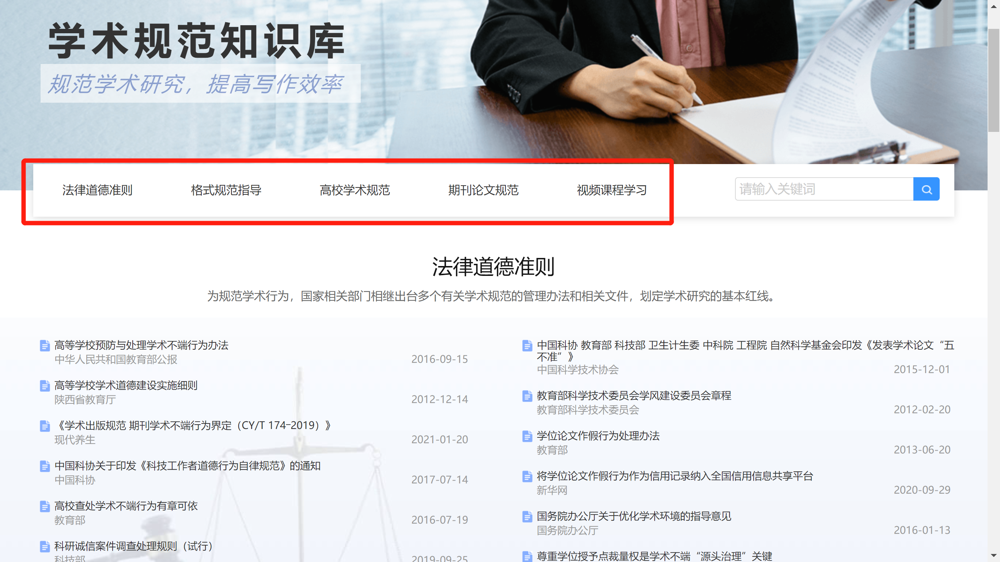 学术规范知识库
规范学术研究，提高写作效率
法律道德准则
格式规范指导
高校学术规范
期刊论文规范
视频课程学习
请输入关键词
法律道德准则
为规范学术行为，国家相关部门相继出台多个有关学术规范的管理办法和相关文件，划定学术研究的基本红线。
高等学校预防与处理学术不端行为办法
中华人民共和国教育部公报
2016-09-15
高等学校学术道德建设实施细则
陕西省教育厅
2012-12-14
《学术出版规范 期刊学术不端行为界定（CY/T 174–2019）》
现代养生
2021-01-20
中国科协关于印发《科技工作者道德行为自律规范》的通知
中国科协
2017-07-14
高校查处学术不端行为有章可依
教育部
2016-07-19
科研诚信案件调查处理规则（试行）
科技部
2019-09-25
中国科协 教育部 科技部 卫生计生委 中科院 工程院 自然科学基金会印发《发表学术论文“五
不准”》
中国科学技术协会
2015-12-01
教育部科学技术委员会学风建设委员会章程
教育部科学技术委员会
2012-02-20
学位论文作假行为处理办法
教育部
2013-06-20
将学位论文作假行为作为信用记录纳入全国信用信息共享平台
新华网
2020-09-29
国务院办公厅关于优化学术环境的指导意见
国务院办公厅
2016-01-13
尊重学位授予点裁量权是学术不端“源头治理”关键